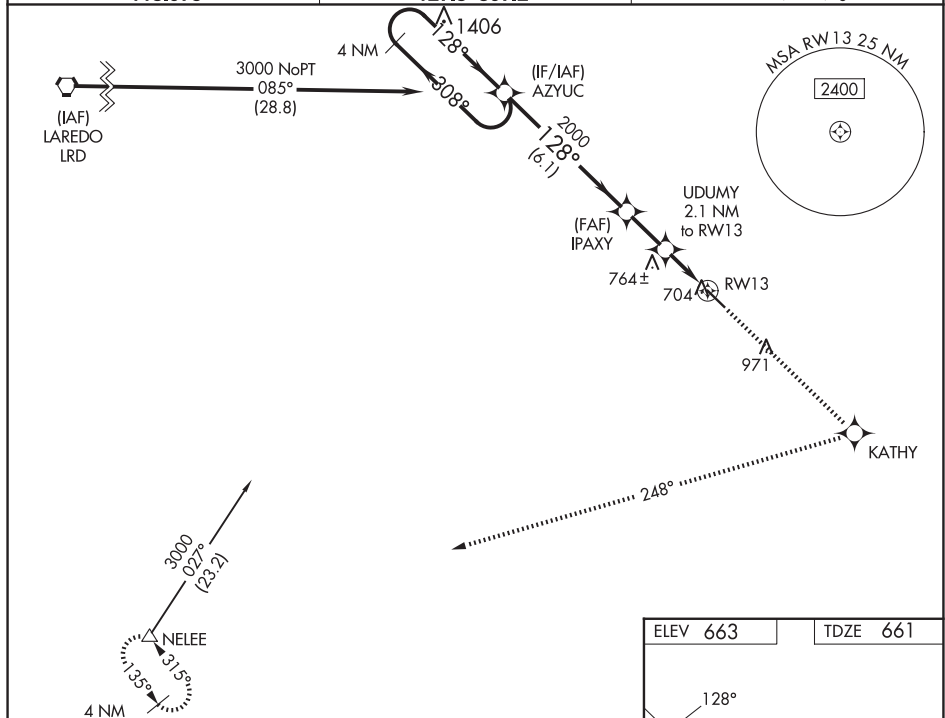 1406
4 NM
128°
308°
3000 NoPT
085°
(28.8)
(IAF)
LAREDO
LRD
(IF/IAF)
AZYUC
MSA RW13 25 NM
2400
2000
128°
(6.1)
UDUMY
2.1 NM
to RW13
(FAF)
IPAXY
764±
704
RW13
971
KATHY
248°
3000
027°
(23.2)
NELEE
315°
135°
4 NM
ELEV 663
TDZE 661
128°